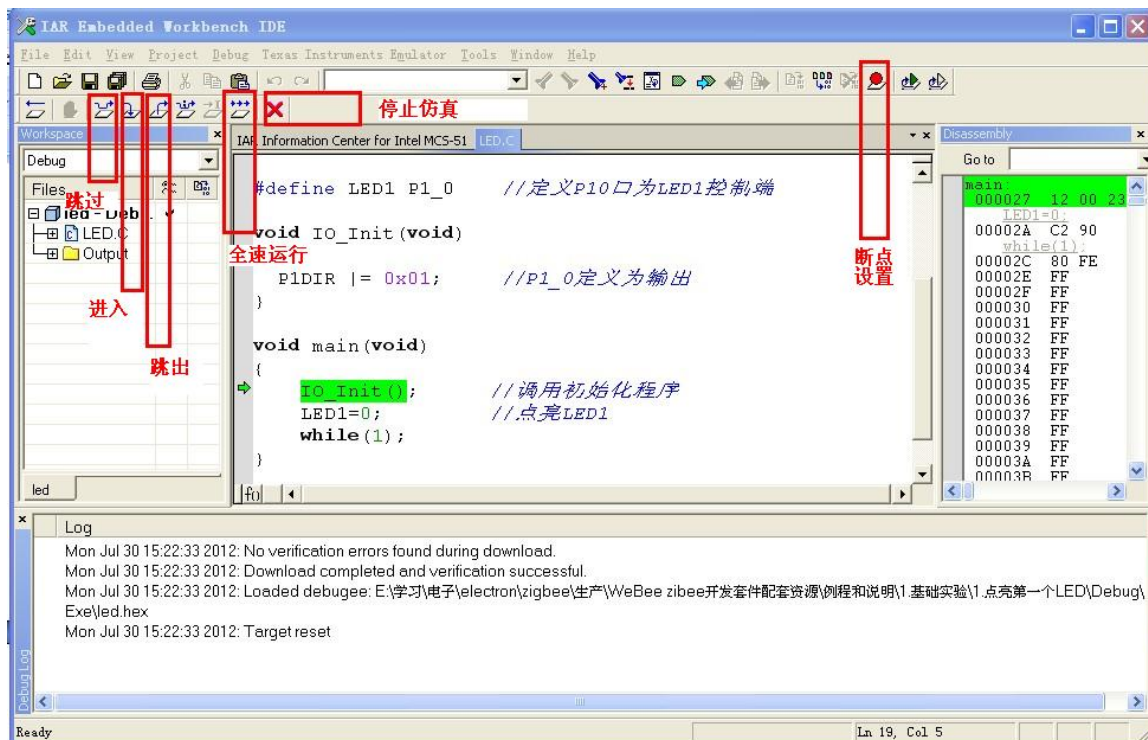 IAR Embedded Workbench IDE
File Edit View Project Debug Texas Instruments Emulator Tools Window Help
停止仿真
Workspace
IAR Information Center for Intel MCS-51 LED.C
Disassembly
Debug
Go to
Files
跳过
led - Deb...
LED.C
Output
进入
跳出
全速运行
断点
设置
#define LED1 P1_0 //定义P10口为LED1控制端
void IO_Init(void)
P1DIR |= 0x01; //P1_0定义为输出
}
void main(void)
{
IO_Init(); //调用初始化程序
LED1=0; //点亮LED1
while(1);
}
main:
000027 12 00 23
LED1=0;
00002A C2 90
while(1);
00002C 80 FE
00002E FF
00002F FF
000030 FF
000031 FF
000032 FF
000033 FF
000034 FF
000035 FF
000036 FF
000037 FF
000038 FF
000039 FF
00003A FF
00003B FF
led
f()
Log
Mon Jul 30 15:22:33 2012: No verification errors found during download.
Mon Jul 30 15:22:33 2012: Download completed and verification successful.
Mon Jul 30 15:22:33 2012: Loaded debugee: E:\学习\电子\electron\zigbee\生产\WeBee zibee开发套件配套资源\例程和说明\1.基础实验\1.点亮第一个LED\Debug\
Exe\led.hex
Mon Jul 30 15:22:33 2012: Target reset
Debug Log
Ready
Ln 19, Col 5